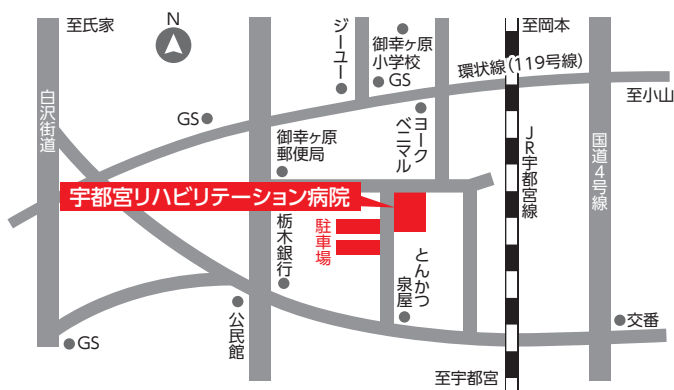 至氏家
N
ジーユー
御幸ヶ原
小学校
GS
至岡本
環状線(119号線)
至小山
白沢街道
GS
御幸ヶ原
郵便局
ヨーク
ベニマル
JR宇都宮線
国道4号線
宇都宮リハビリテーション病院
栃木銀行
駐車場
とんかつ
泉屋
公民館
交番
GS
至宇都宮